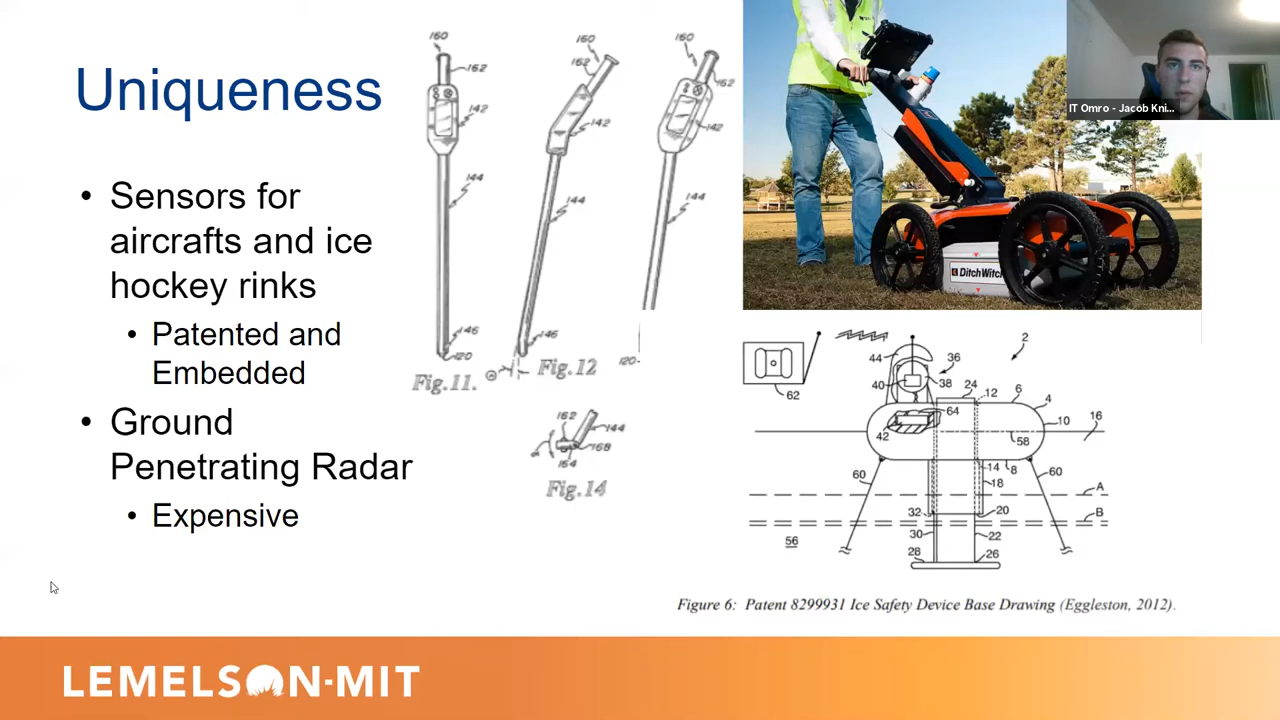 Uniqueness
• Sensors for
aircrafts and ice
hockey rinks
• Patented and
Embedded
• Ground
Penetrating Radar
• Expensive
160
162
142
144
146
120
Fig.11.
160
162
142
144
146
Fig.12
160
162
142
144
120
162
144
168
164
Fig.14
DitchWitch
IT Omro - Jacob Kni...
2
44
36
40
38
24
12
6
4
10
16
62
64
42
58
60
14
8
18
60
A
32
20
B
30
22
56
28
26
Figure 6: Patent 8299931 Ice Safety Device Base Drawing (Eggleston, 2012).
LEMELSON-MIT